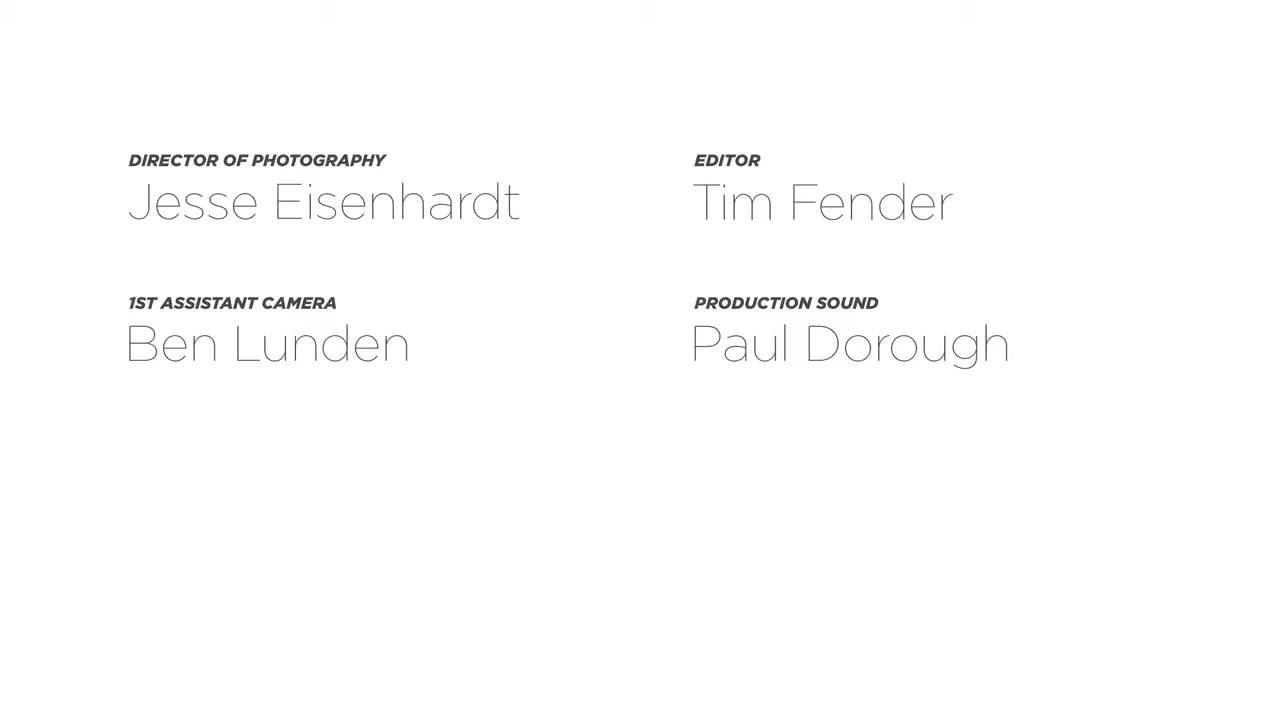 DIRECTOR OF PHOTOGRAPHY
Jesse Eisenhardt
EDITOR
Tim Fender
1ST ASSISTANT CAMERA
Ben Lunden
PRODUCTION SOUND
Paul Dorough